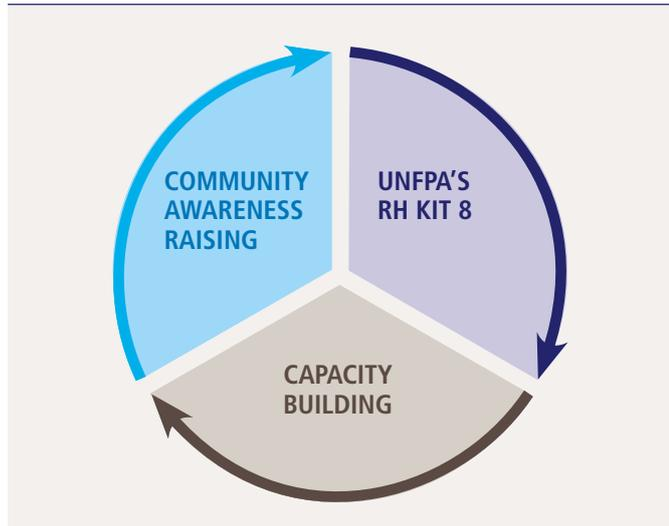 COMMUNITY
AWARENESS
RAISING
UNFPA’S
RH KIT 8
CAPACITY
BUILDING